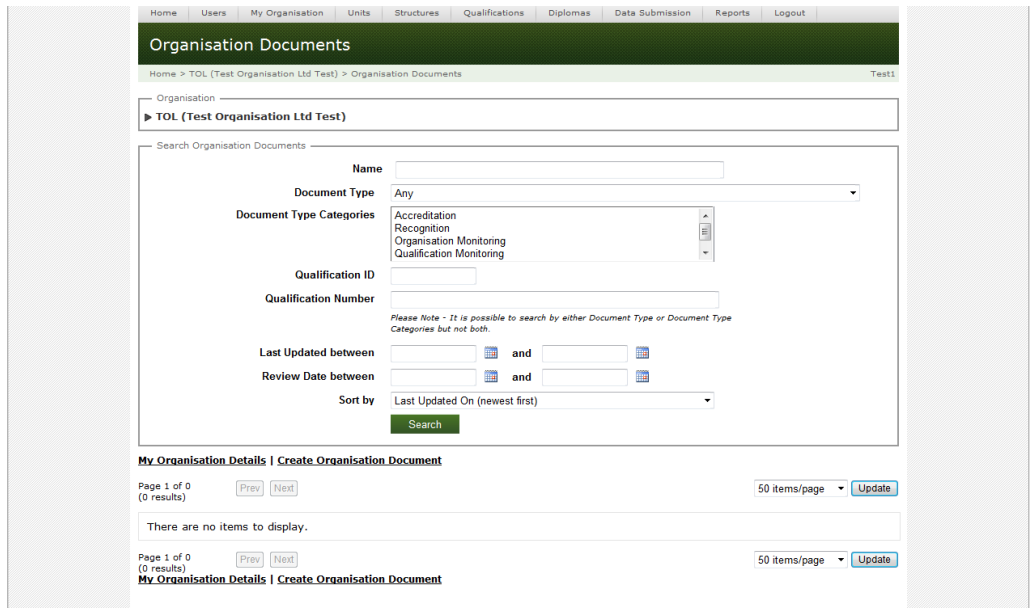 Home Users My Organisation Units Structures Qualifications Diplomas Data Submission Reports Logout
Organisation Documents
Home > TOL (Test Organisation Ltd Test) > Organisation Documents Test1
Organisation
TOL (Test Organisation Ltd Test)
Search Organisation Documents
Name
Document Type Any
Document Type Categories Accreditation
Recognition
Organisation Monitoring
Qualification Monitoring
Qualification ID
Qualification Number
Please Note - It is possible to search by either Document Type or Document Type
Categories but not both.
Last Updated between and
Review Date between and
Sort by Last Updated On (newest first)
Search
My Organisation Details | Create Organisation Document
Page 1 of 0
(0 results) Prev Next 50 items/page Update
There are no items to display.
Page 1 of 0
(0 results) Prev Next 50 items/page Update
My Organisation Details | Create Organisation Document